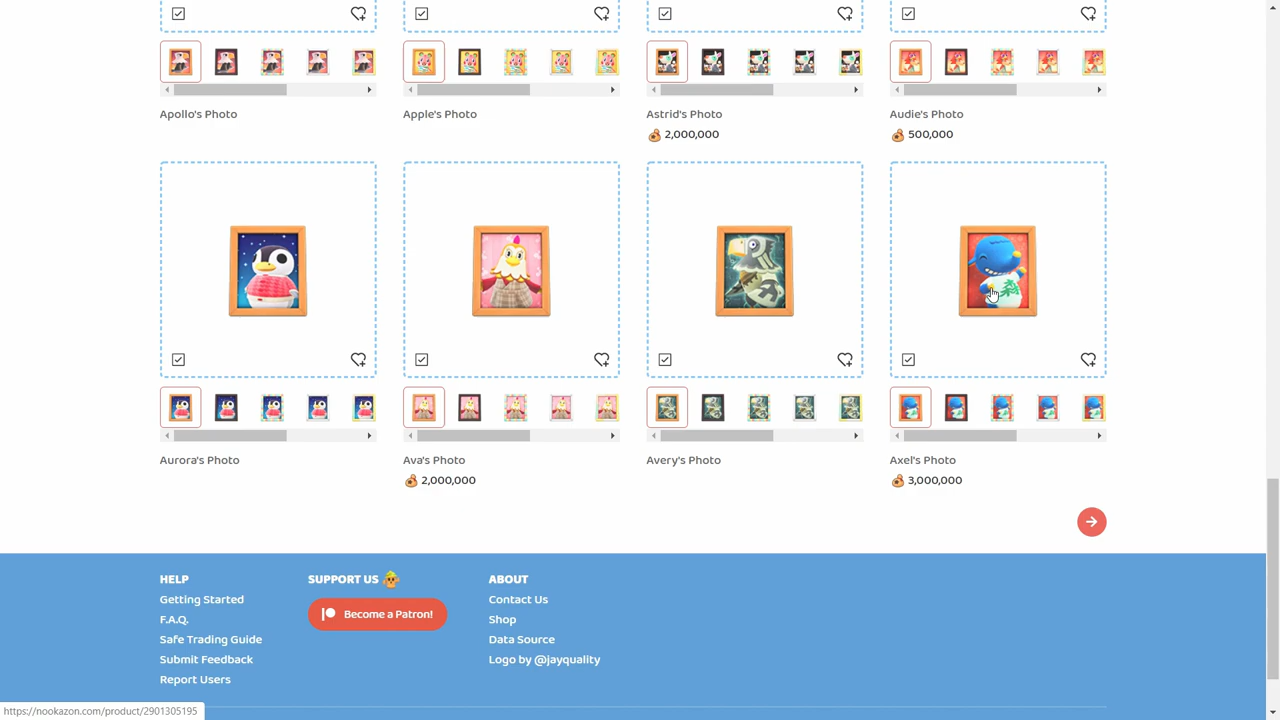 Apollo's Photo
Apple's Photo
Astrid's Photo
2,000,000
Audie's Photo
500,000
Aurora's Photo
Ava's Photo
2,000,000
Avery's Photo
Axel's Photo
3,000,000
HELP
Getting Started
F.A.Q.
Safe Trading Guide
Submit Feedback
Report Users
SUPPORT US
Become a Patron!
ABOUT
Contact Us
Shop
Data Source
Logo by @jayquality
https://nookazon.com/product/2901305195